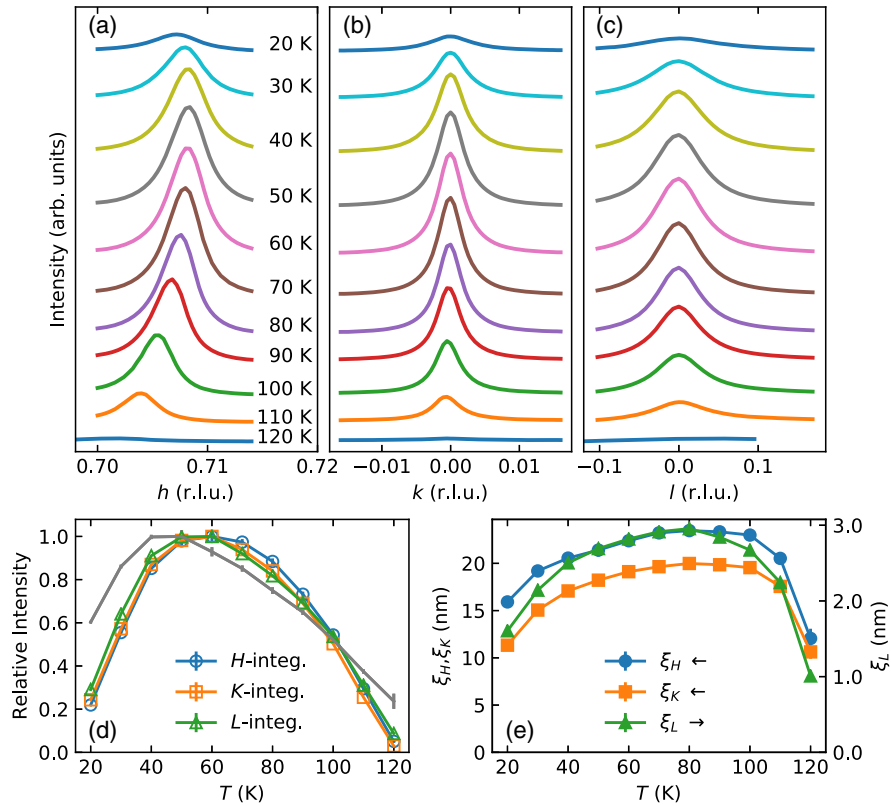 (a) (b) (c)
20 K
30 K
40 K
50 K
60 K
70 K
80 K
90 K
100 K
110 K
120 K
Intensity (arb. units)
0.70 0.71 0.72 −0.01 0.00 0.01 −0.1 0.0 0.1
h (r.l.u.) k (r.l.u.) l (r.l.u.)
Relative Intensity
1.0
0.8
0.6
0.4
0.2
0.0
H-integ.
K-integ.
L-integ.
(d)
20 40 60 80 100 120
T (K)
ξH,ξK (nm)
20
15
10
5
0
ξH ←
ξK ←
ξL →
(e)
3.0
2.0
1.0
0.0
ξL (nm)
20 40 60 80 100 120
T (K)